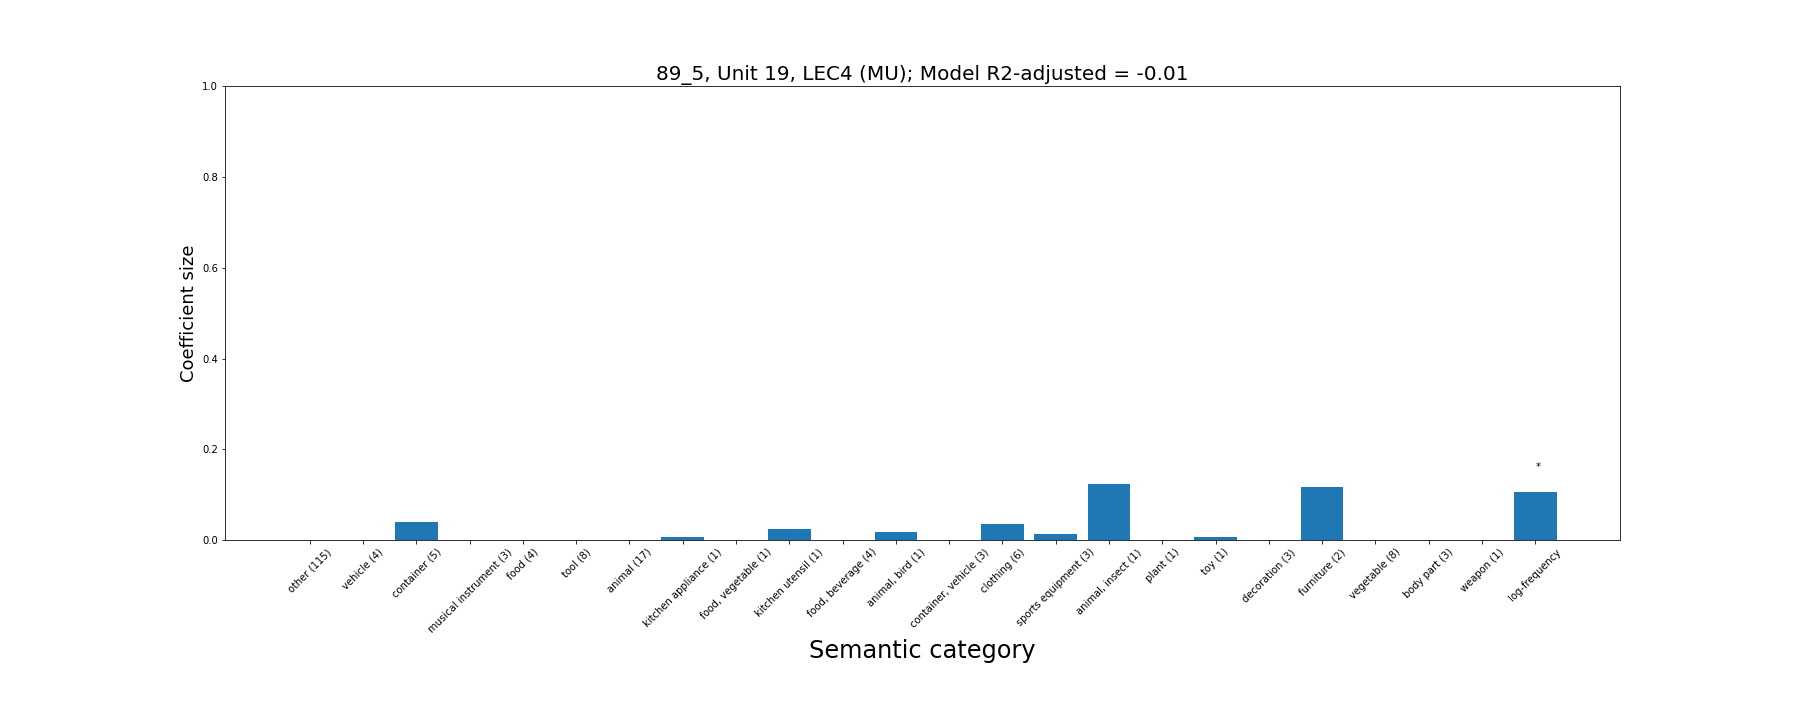 89_5, Unit 19, LEC4 (MU); Model R2-adjusted = -0.01
1.0
0.8
0.6
0.4
0.2
0.0
Coefficient size
*
other (115)
vehicle (4)
container (5)
musical instrument (3)
food (4)
tool (8)
animal (17)
kitchen appliance (1)
food, vegetable (1)
kitchen utensil (1)
food, beverage (4)
animal, bird (1)
container, vehicle (3)
clothing (6)
sports equipment (3)
animal, insect (1)
plant (1)
toy (1)
decoration (3)
furniture (2)
vegetable (8)
body part (3)
weapon (1)
log-frequency
Semantic category